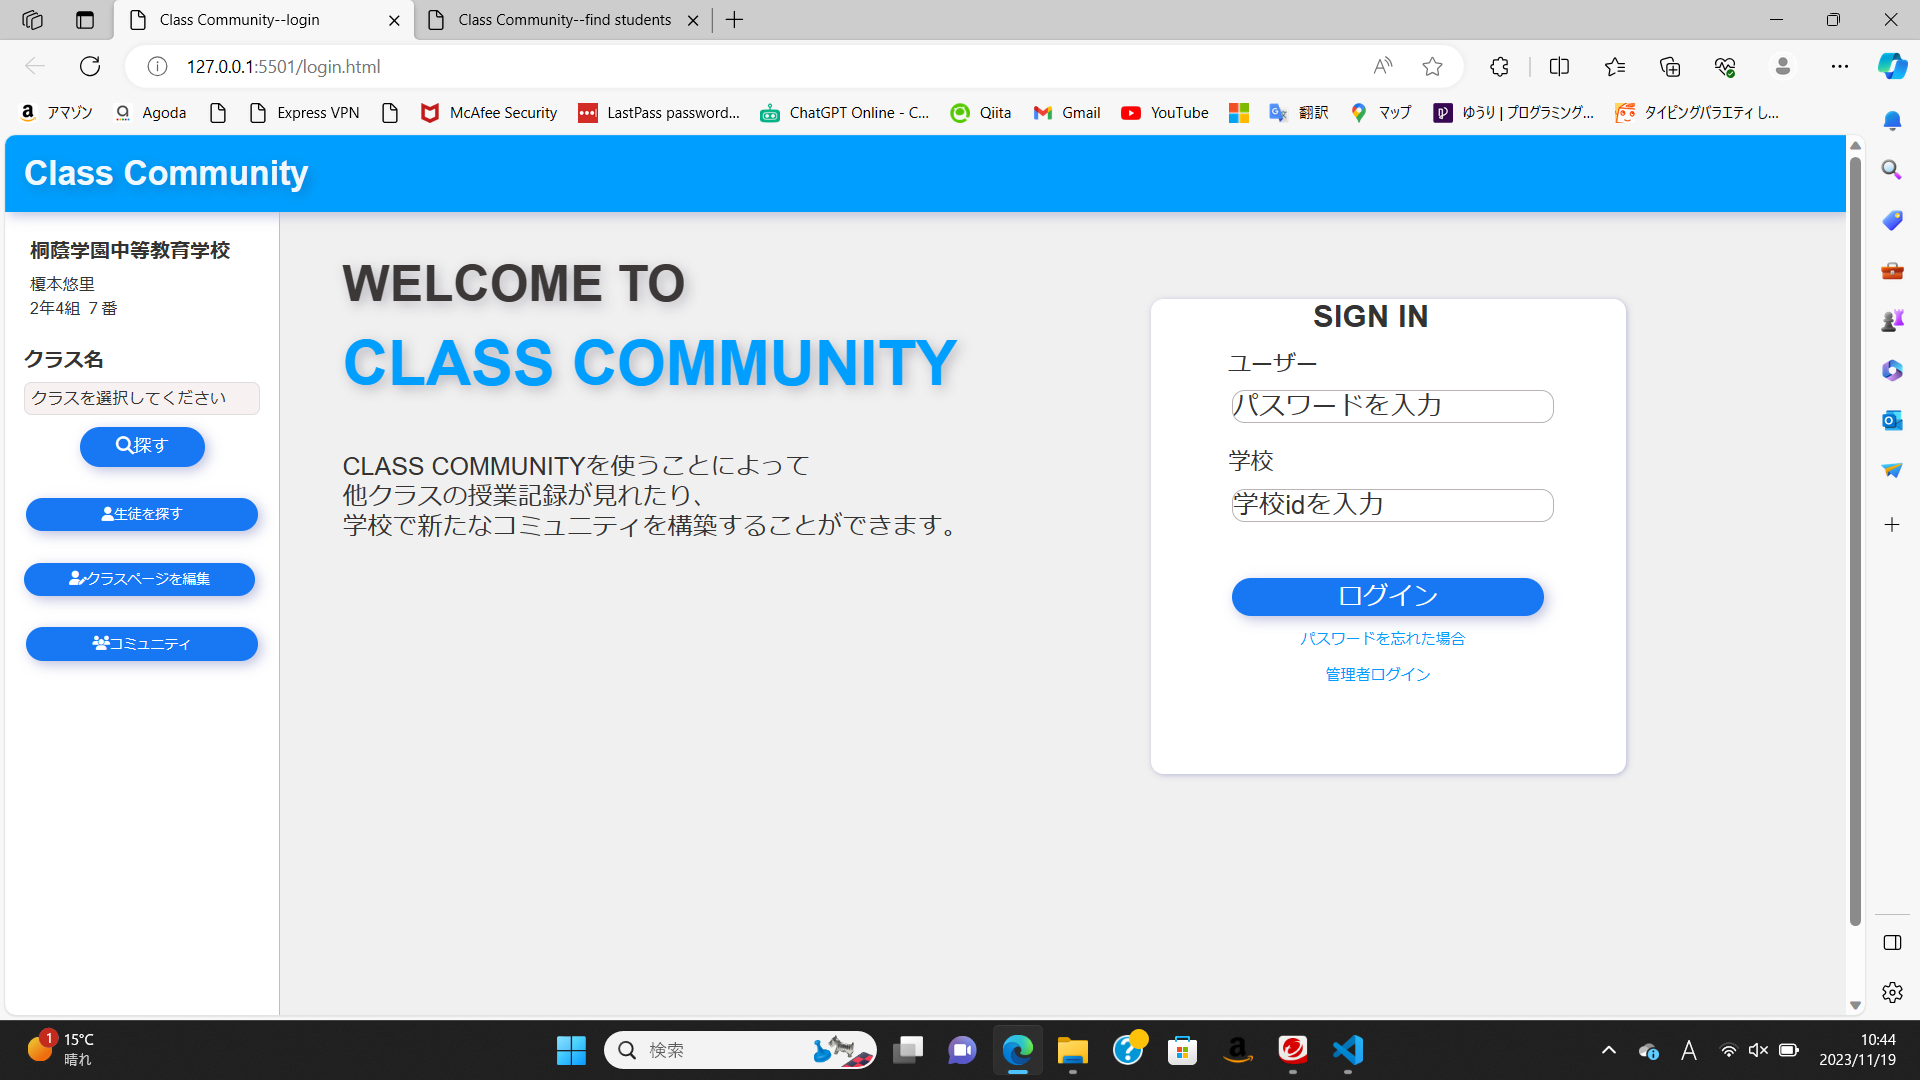 Class Community--login
Class Community--find students
127.0.0.1:5501/login.html
アマゾン
Agoda
Express VPN
McAfee Security
LastPass password...
ChatGPT Online - C...
Qiita
Gmail
YouTube
翻訳
マップ
ゆうり | プログラミング...
タイピングバラエティ し...
Class Community
桐蔭学園中等教育学校
榎本悠里
2年4組 7番
クラス名
クラスを選択してください
探す
生徒を探す
クラスページを編集
コミュニティ
WELCOME TO
CLASS COMMUNITY
CLASS COMMUNITYを使うことによって
他クラスの授業記録が見れたり、
学校で新たなコミュニティを構築することができます。
SIGN IN
ユーザー
パスワードを入力
学校
学校idを入力
ログイン
パスワードを忘れた場合
管理者ログイン
1
15°C
晴れ
検索
A
10:44
2023/11/19